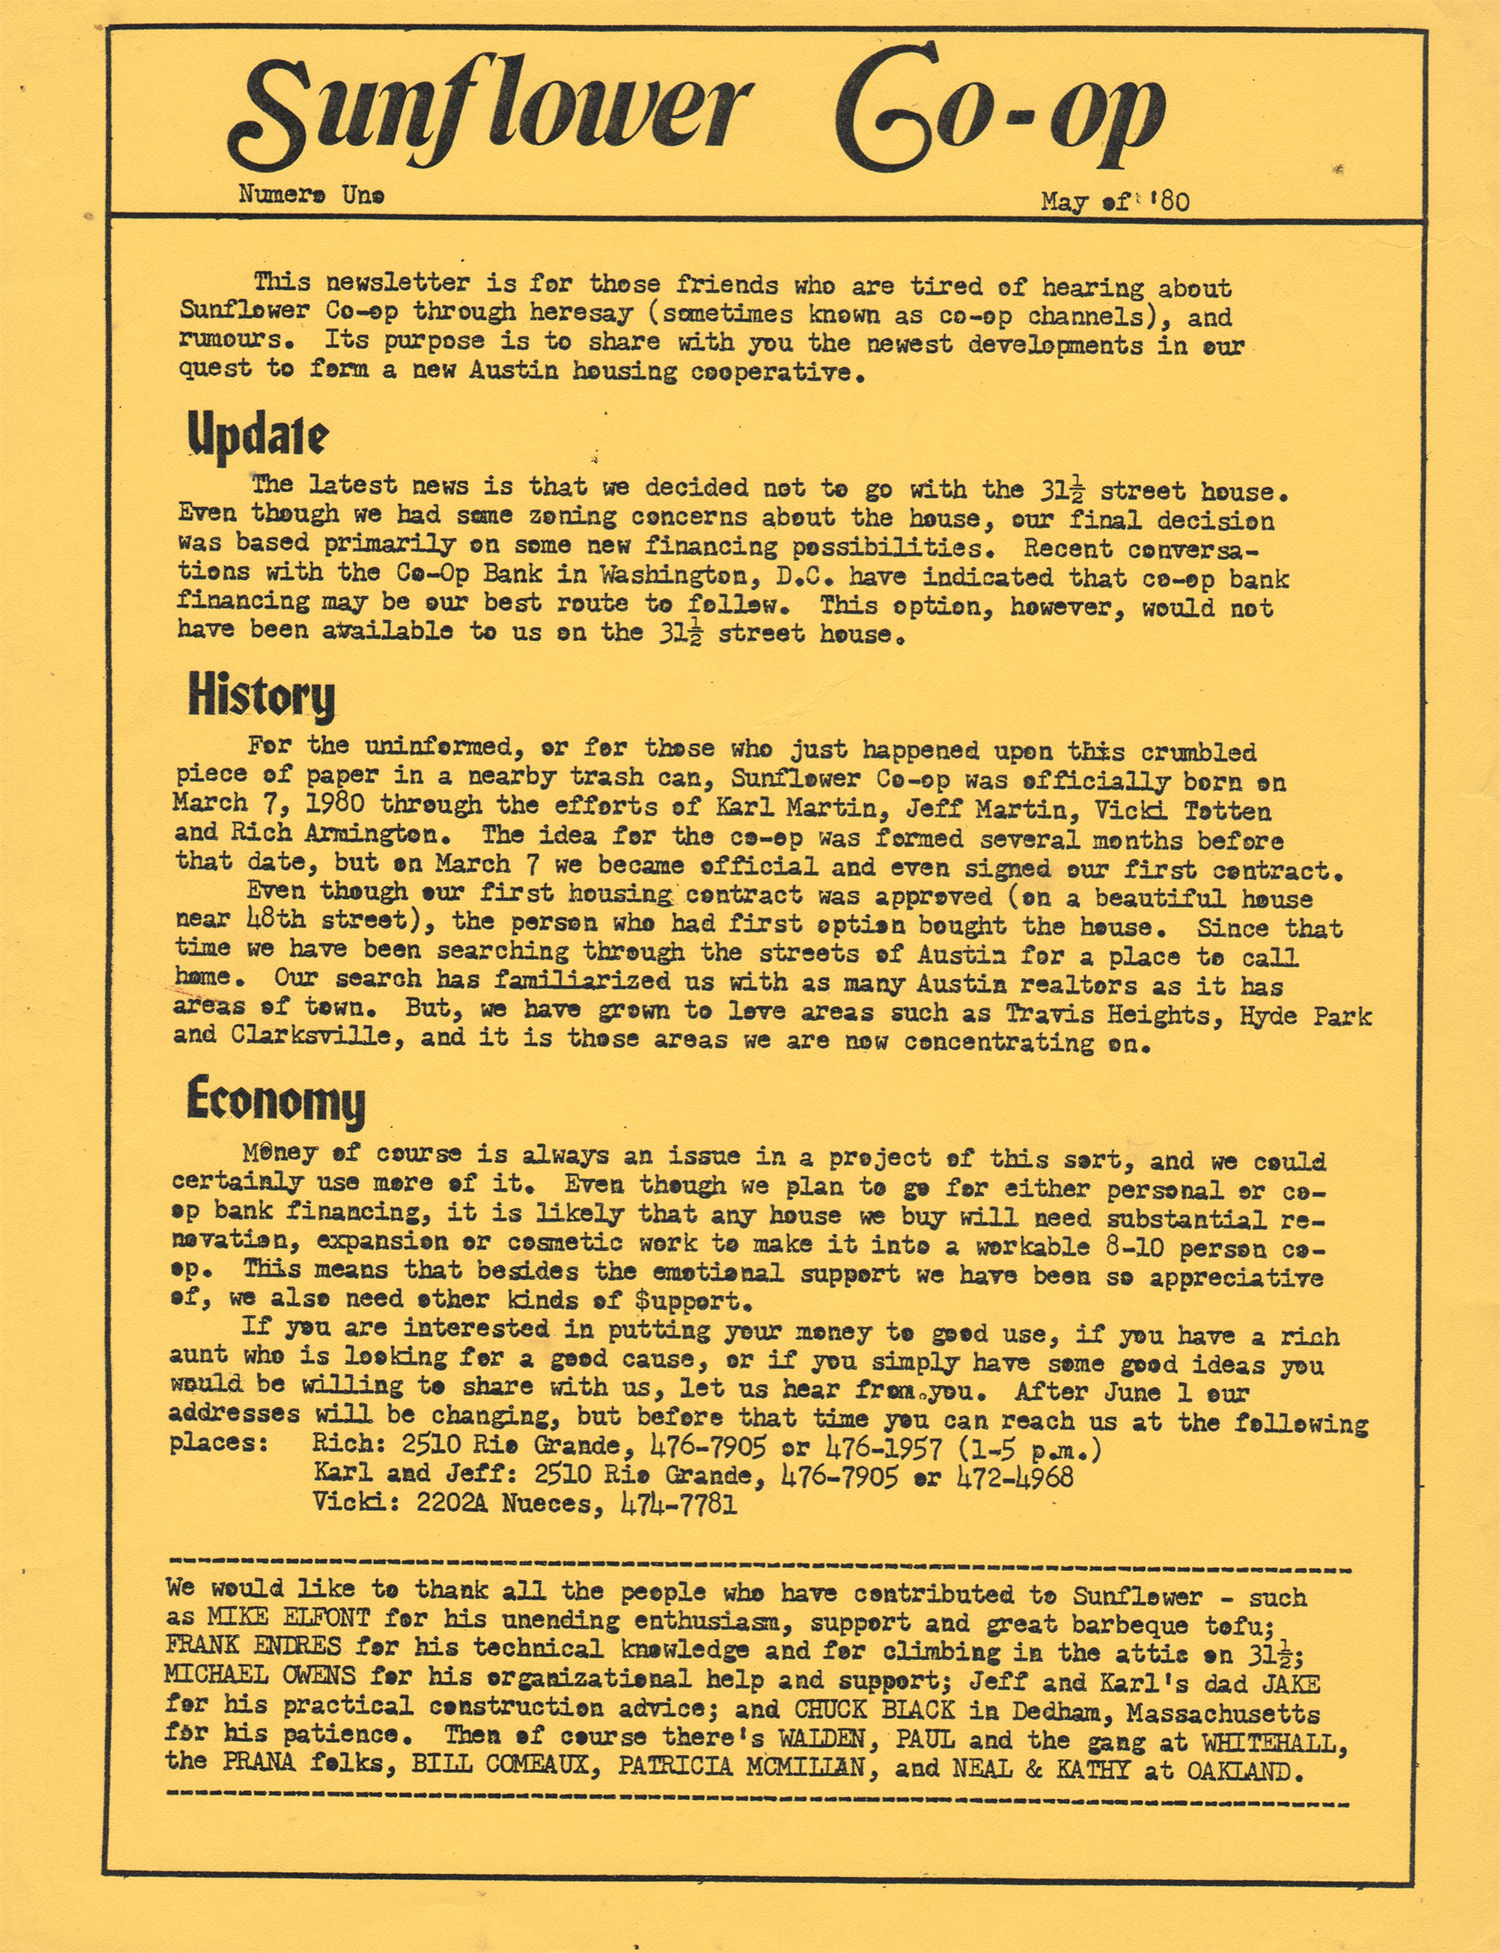 Sunflower Co-op
Numero Uno May of '80
This newsletter is for those friends who are tired of hearing about
Sunflower Co-op through heresay (sometimes known as co-op channels), and
rumours. Its purpose is to share with you the newest developments in our
quest to form a new Austin housing cooperative.
Update
The latest news is that we decided not to go with the 31½ street house.
Even though we had some zoning concerns about the house, our final decision
was based primarily on some new financing possibilities. Recent conversa-
tions with the Co-Op Bank in Washington, D.C. have indicated that co-op bank
financing may be our best route to follow. This option, however, would not
have been available to us on the 31½ street house.
History
For the uninformed, or for those who just happened upon this crumbled
piece of paper in a nearby trash can, Sunflower Co-op was officially born on
March 7, 1980 through the efforts of Karl Martin, Jeff Martin, Vicki Totten
and Rich Armington. The idea for the co-op was formed several months before
that date, but on March 7 we became official and even signed our first contract.
Even though our first housing contract was approved (on a beautiful house
near 48th street), the person who had first option bought the house. Since that
time we have been searching through the streets of Austin for a place to call
home. Our search has familiarized us with as many Austin realtors as it has
areas of town. But, we have grown to love areas such as Travis Heights, Hyde Park
and Clarksville, and it is those areas we are now concentrating on.
Economy
Money of course is always an issue in a project of this sort, and we could
certainly use more of it. Even though we plan to go for either personal or co-
op bank financing, it is likely that any house we buy will need substantial re-
novation, expansion or cosmetic work to make it into a workable 8-10 person co-
op. This means that besides the emotional support we have been so appreciative
of, we also need other kinds of $upport.
If you are interested in putting your money to good use, if you have a rich
aunt who is looking for a good cause, or if you simply have some good ideas you
would be willing to share with us, let us hear from you. After June 1 our
addresses will be changing, but before that time you can reach us at the following
places: Rich: 2510 Rio Grande, 476-7905 or 476-1957 (1-5 p.m.)
Karl and Jeff: 2510 Rio Grande, 476-7905 or 472-4968
Vicki: 2202A Nueces, 474-7781
We would like to thank all the people who have contributed to Sunflower - such
as MIKE ELFONT for his unending enthusiasm, support and great barbeque tofu;
FRANK ENDRES for his technical knowledge and for climbing in the attic on 31½;
MICHAEL OWENS for his organizational help and support; Jeff and Karl's dad JAKE
for his practical construction advice; and CHUCK BLACK in Dedham, Massachusetts
for his patience. Then of course there's WALDEN, PAUL and the gang at WHITEHALL,
the PRANA folks, BILL COMEAUX, PATRICIA MCMILIAN, and NEAL & KATHY at OAKLAND.